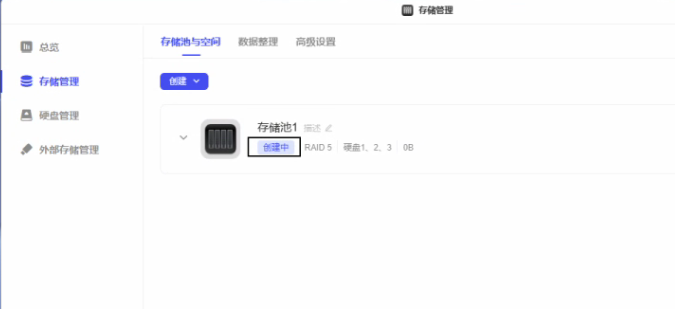 存储管理
总览
存储池与空间 数据整理 高级设置
存储管理
创建
硬盘管理
存储池1 描述
创建中 RAID 5 硬盘1、2、3 0B
外部存储管理